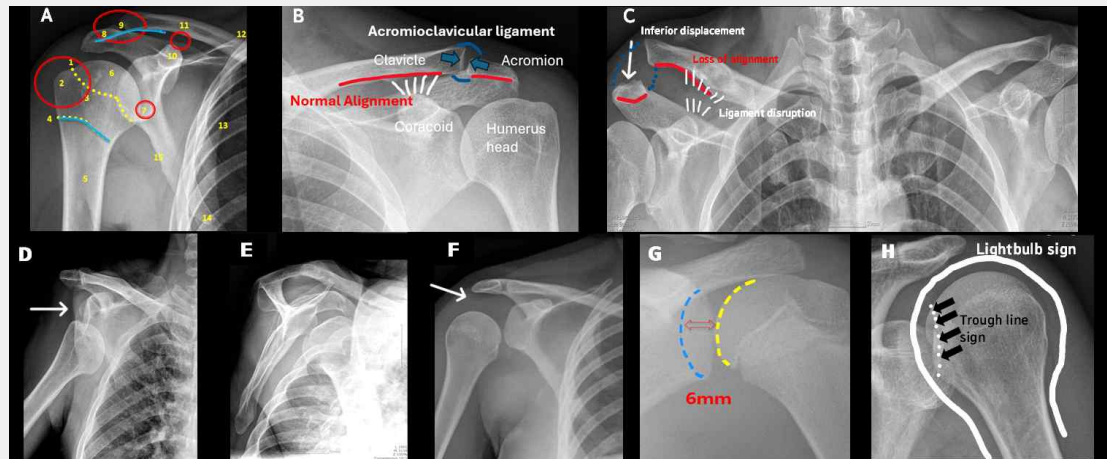 A
9
11
8
12
10
1
6
2
3
7
4
13
5
14
B
Acromioclavicular ligament
Clavicle
Acromion
Normal Alignment
Coracoid
Humerus
head
C
Inferior displacement
Loss of alignment
Ligament disruption
D
E
F
G
6mm
H
Lightbulb sign
Trough line
sign